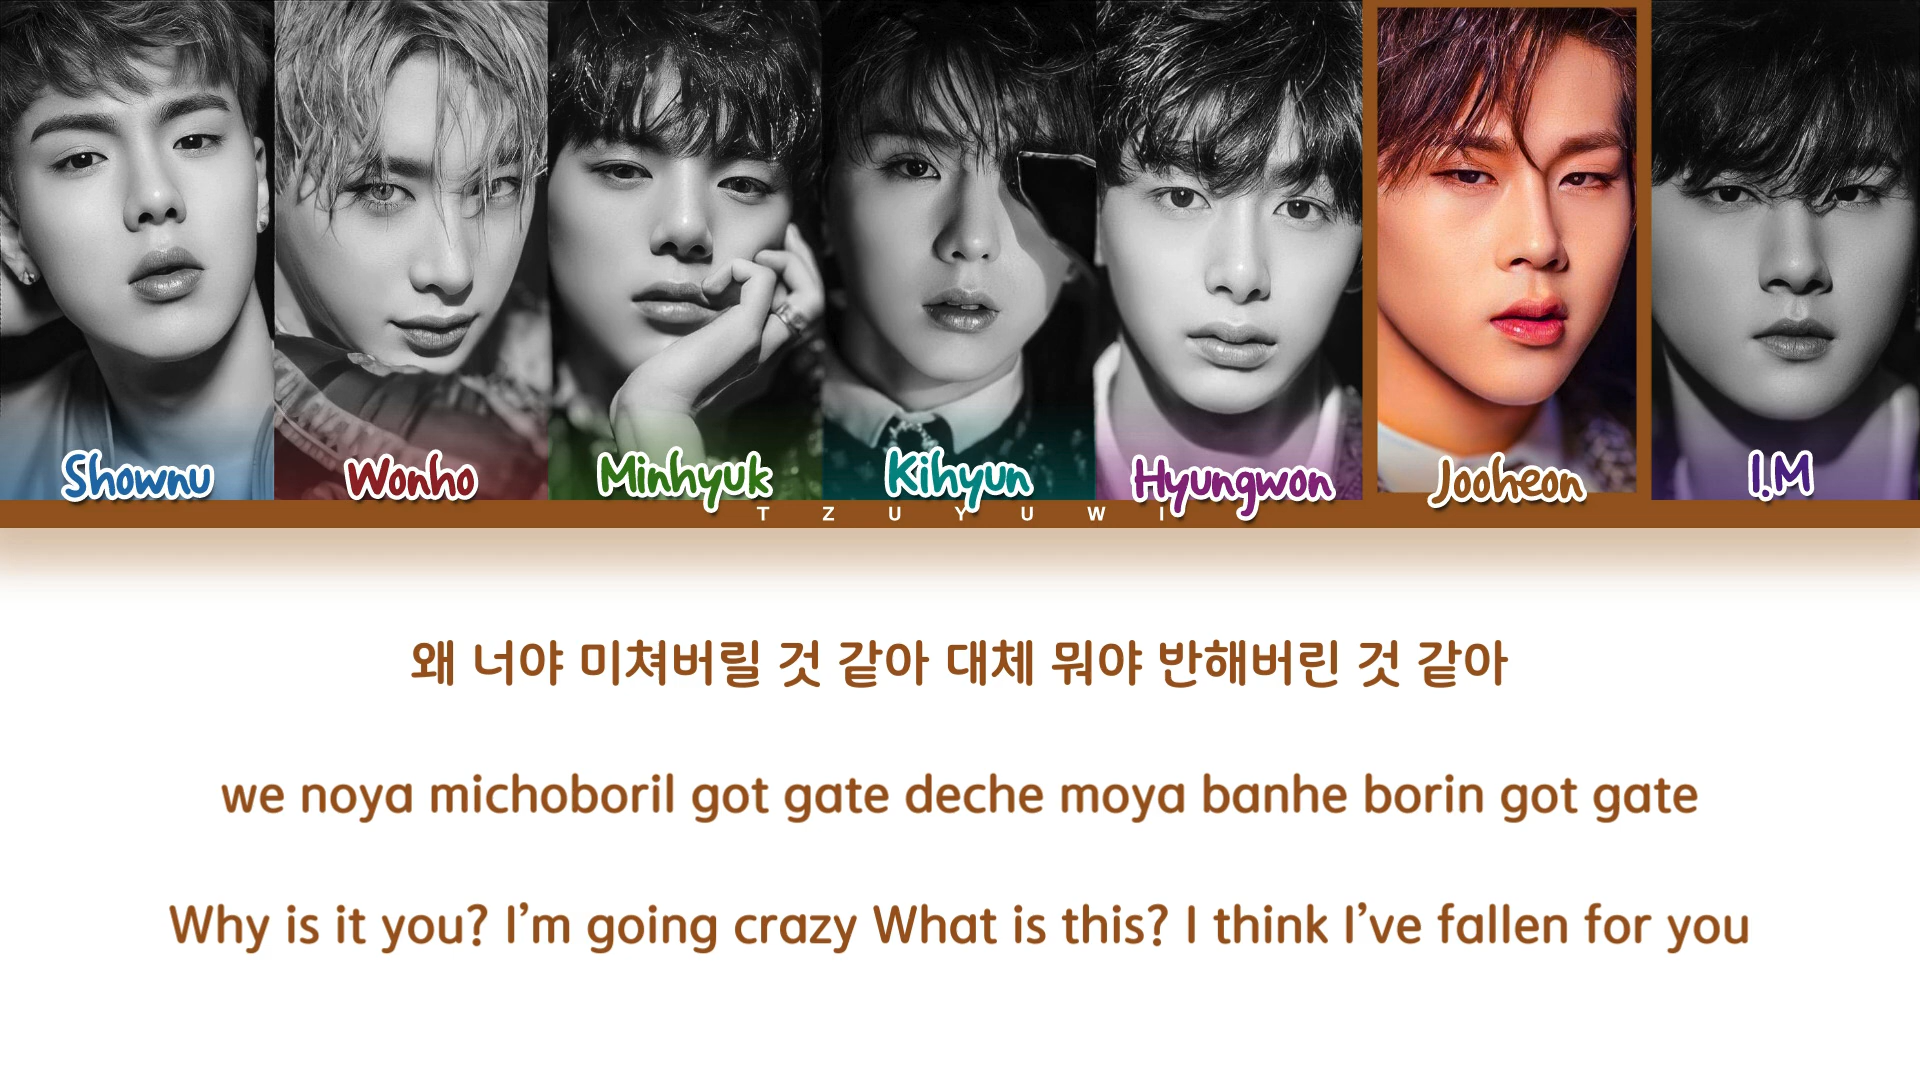 Shownu Wonho Minhyuk Kihyun Hyungwon Jooheon I.M
T Z U Y U W I
왜 너야 미쳐버릴 것 같아 대체 뭐야 반해버린 것 같아
we noya michoboril got gate deche moya banhe borin got gate
Why is it you? I’m going crazy What is this? I think I’ve fallen for you